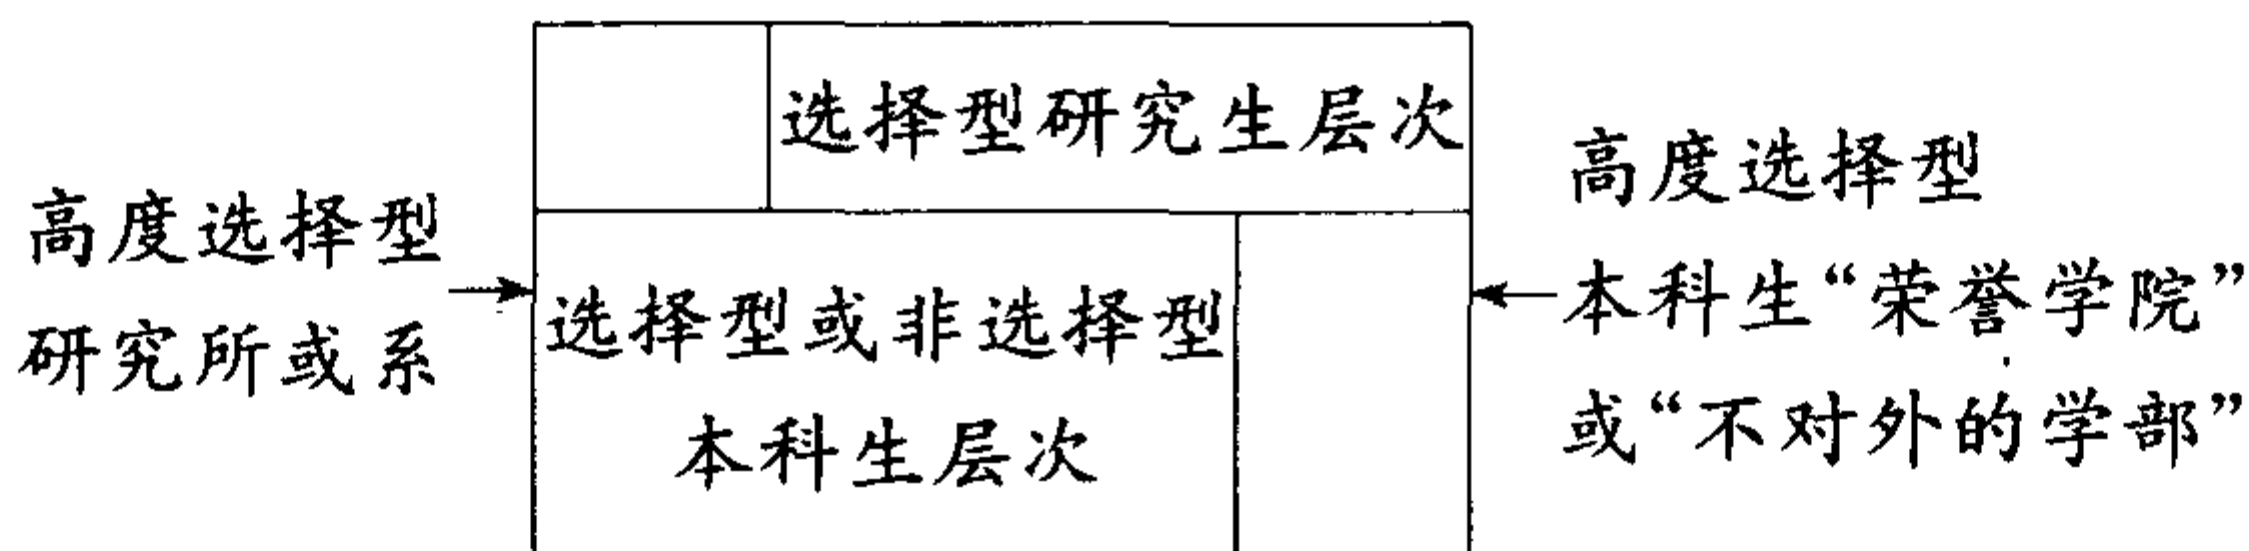 选择型研究生层次
高度选择型
研究所或系
选择型或非选择型
本科生层次
高度选择型
本科生“荣誉学院”
或“不对外的学部”